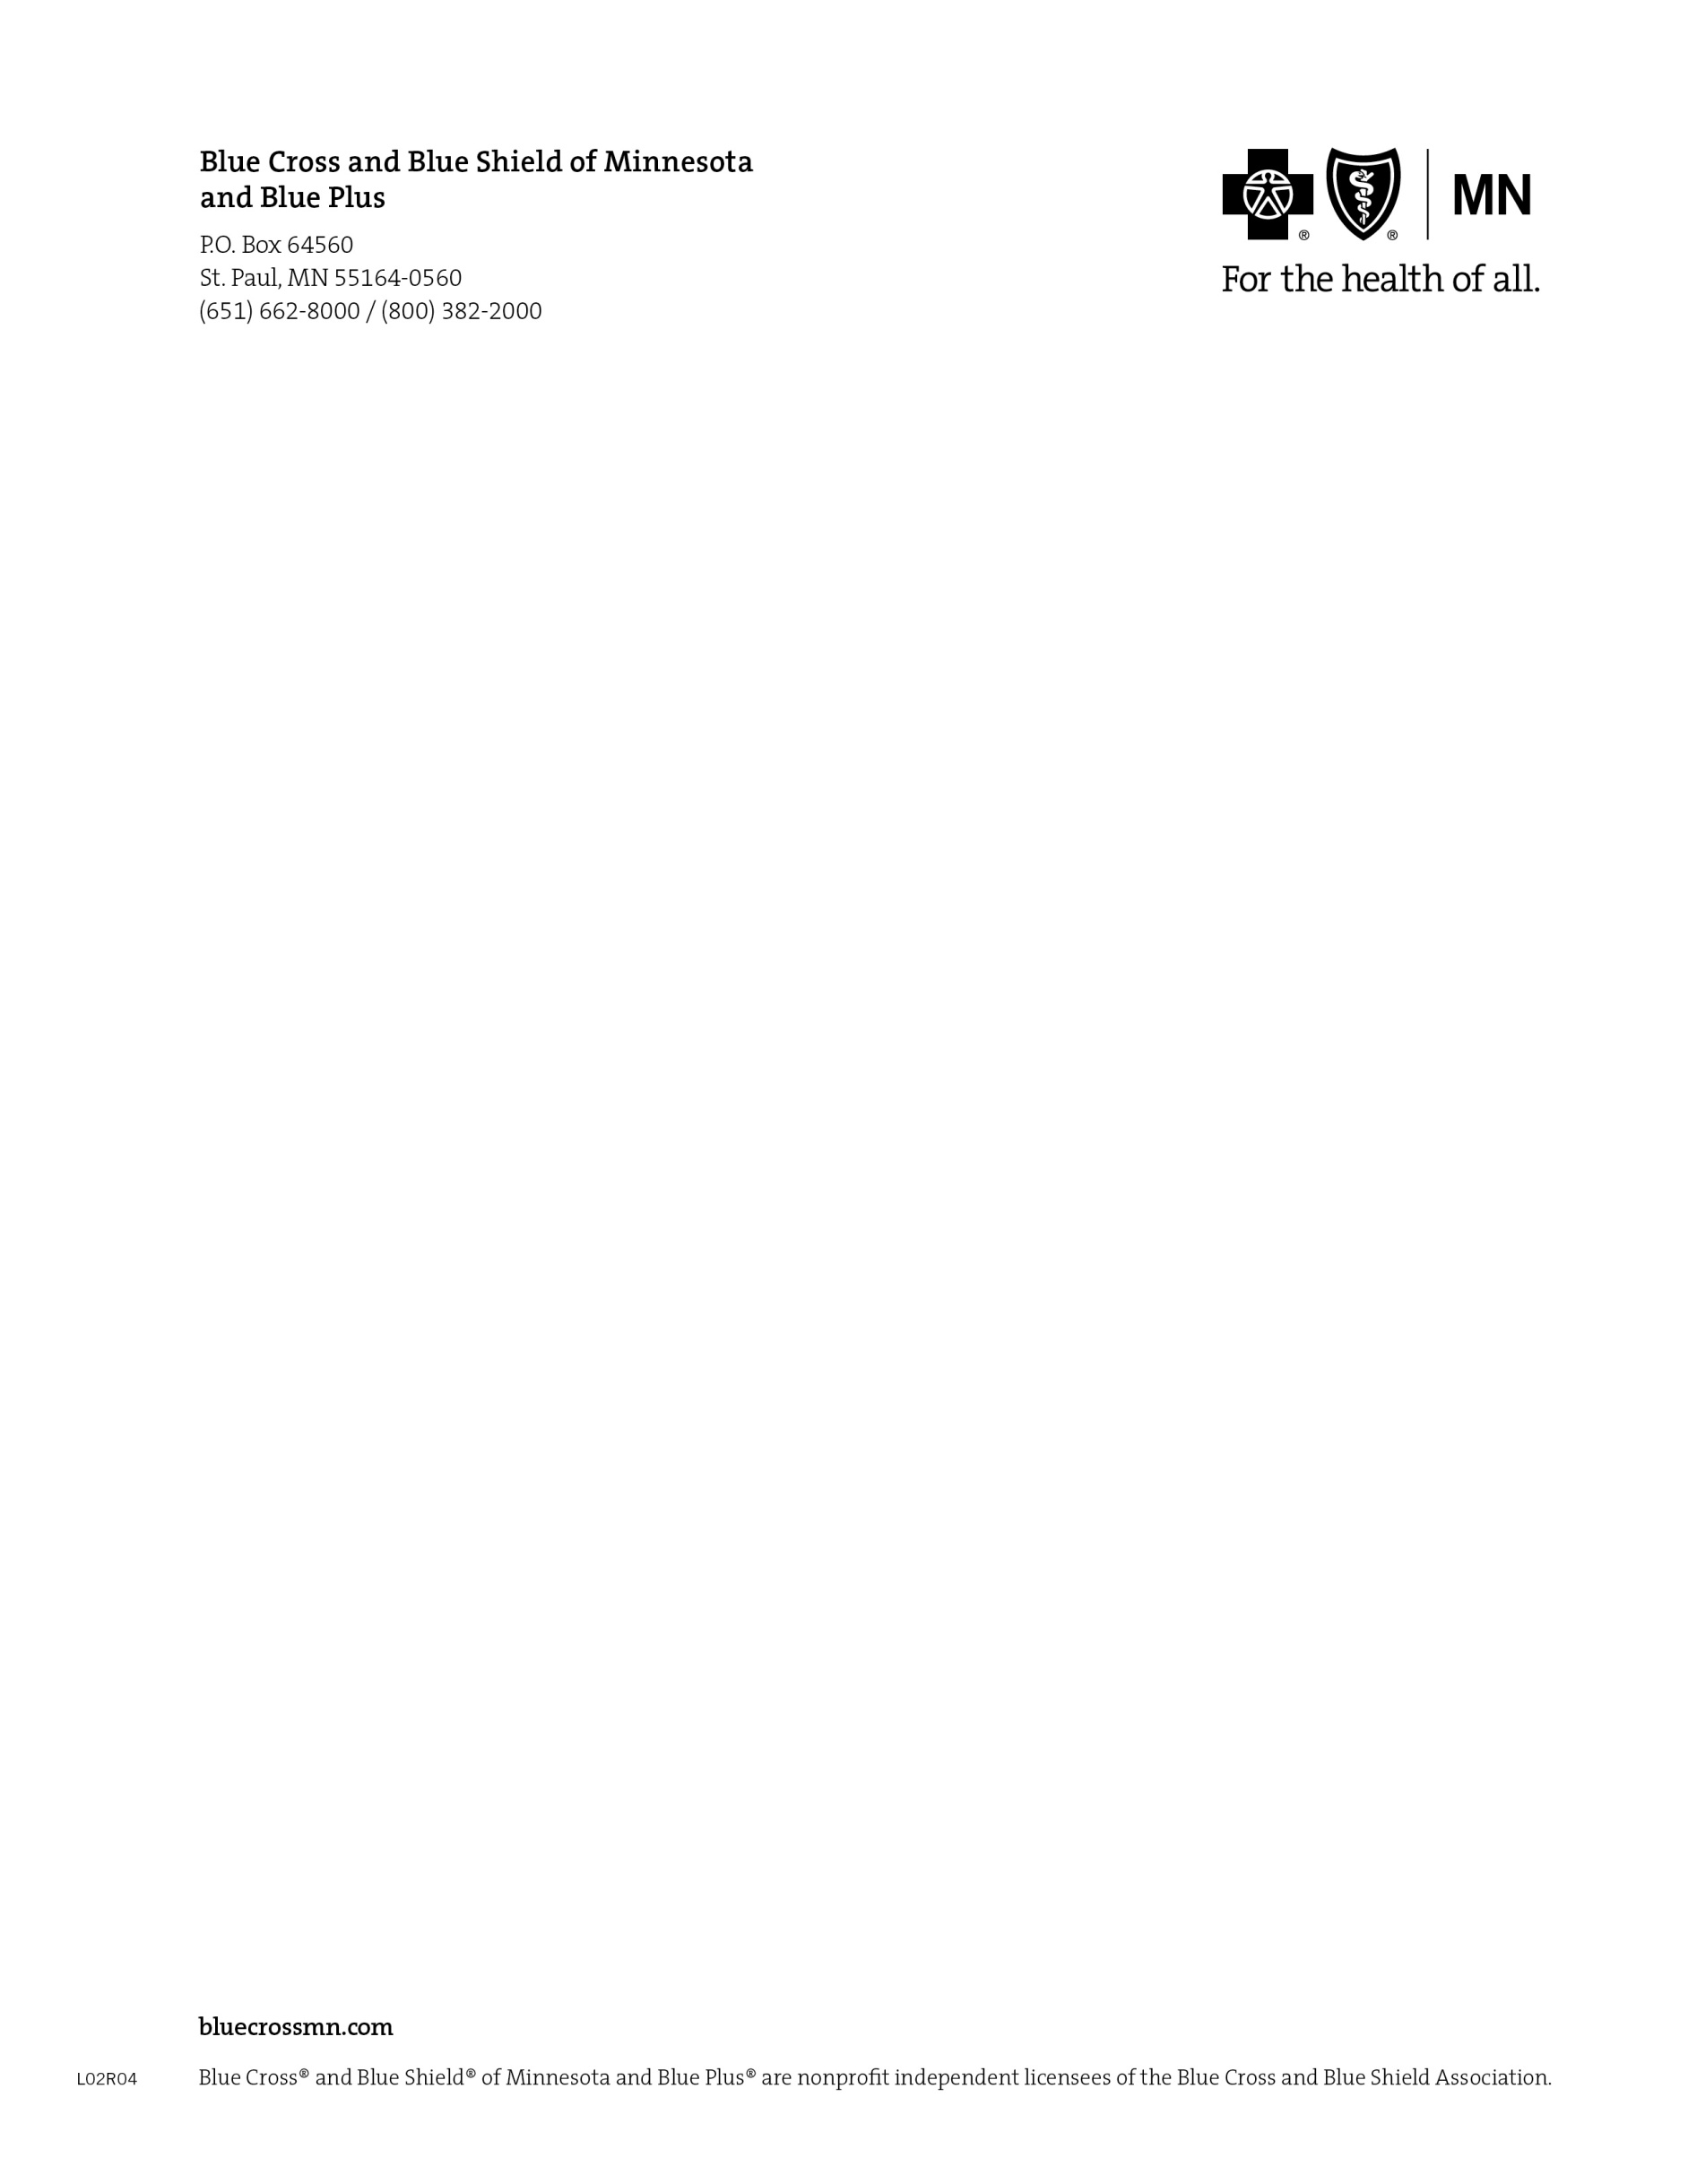 Blue Cross and Blue Shield of Minnesota
and Blue Plus
P.O. Box 64560
St. Paul, MN 55164-0560
(651) 662-8000 / (800) 382-2000
® ® MN
For the health of all.
bluecrossmn.com
L02R04 Blue Cross® and Blue Shield® of Minnesota and Blue Plus® are nonprofit independent licensees of the Blue Cross and Blue Shield Association.